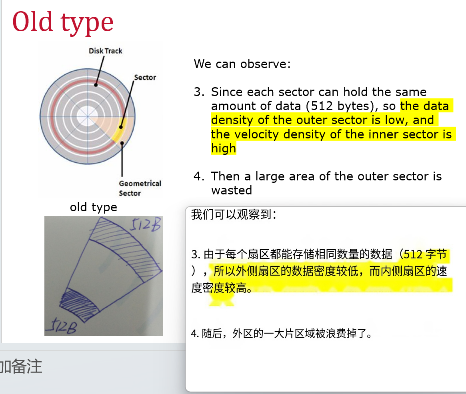 Old type
Disk Track
Sector
Geometrical
Sector
old type
512B
512B
We can observe:
3. Since each sector can hold the same
amount of data (512 bytes), so the data
density of the outer sector is low, and
the velocity density of the inner sector is
high
4. Then a large area of the outer sector is
wasted
我们可以观察到：
3. 由于每个扇区都能存储相同数量的数据（512 字节
），所以外侧扇区的数据密度较低，而内侧扇区的速
度密度较高。
4. 随后，外区的一大片区域被浪费掉了。
加备注